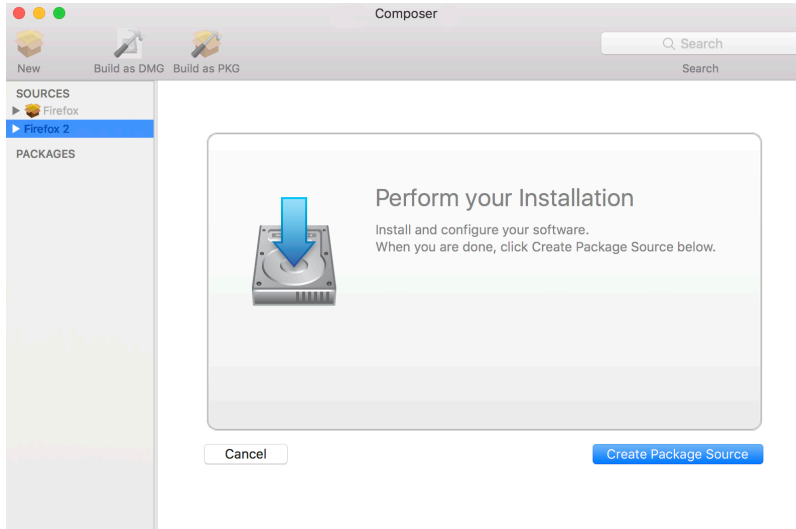 Composer
New
Build as DMG
Build as PKG
Search
Search
SOURCES
Firefox
Firefox 2
PACKAGES
Perform your Installation
Install and configure your software.
When you are done, click Create Package Source below.
Cancel
Create Package Source